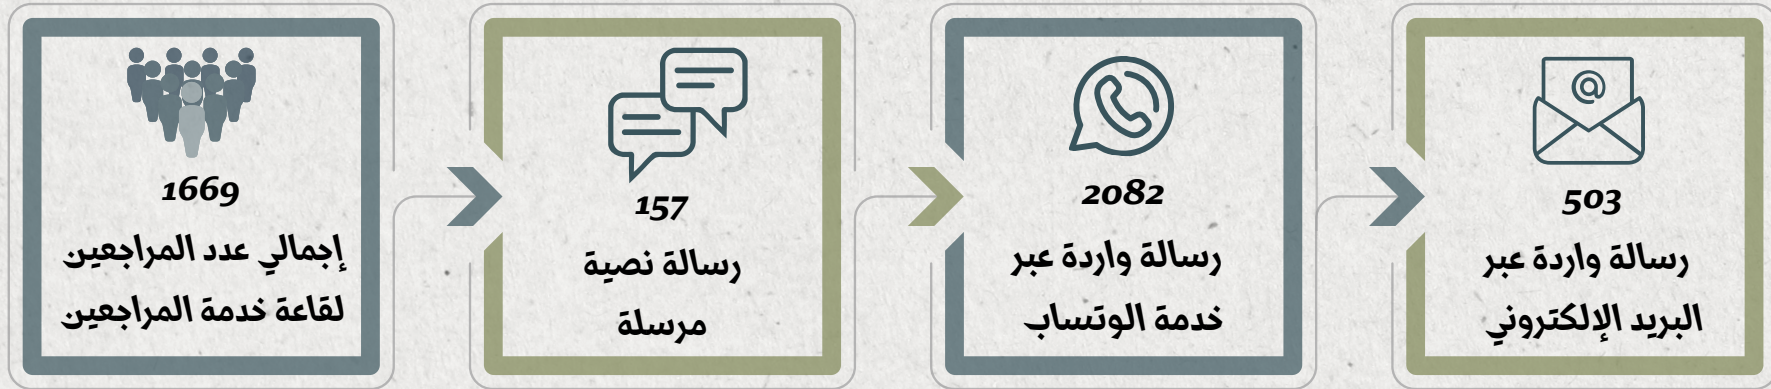 503
رسالة واردة عبر
البريد الإلكتروني
2082
رسالة واردة عبر
خدمة الوتساب
157
رسالة نصية
مرسلة
1669
إجمالي عدد المراجعين
لقاعة خدمة المراجعين